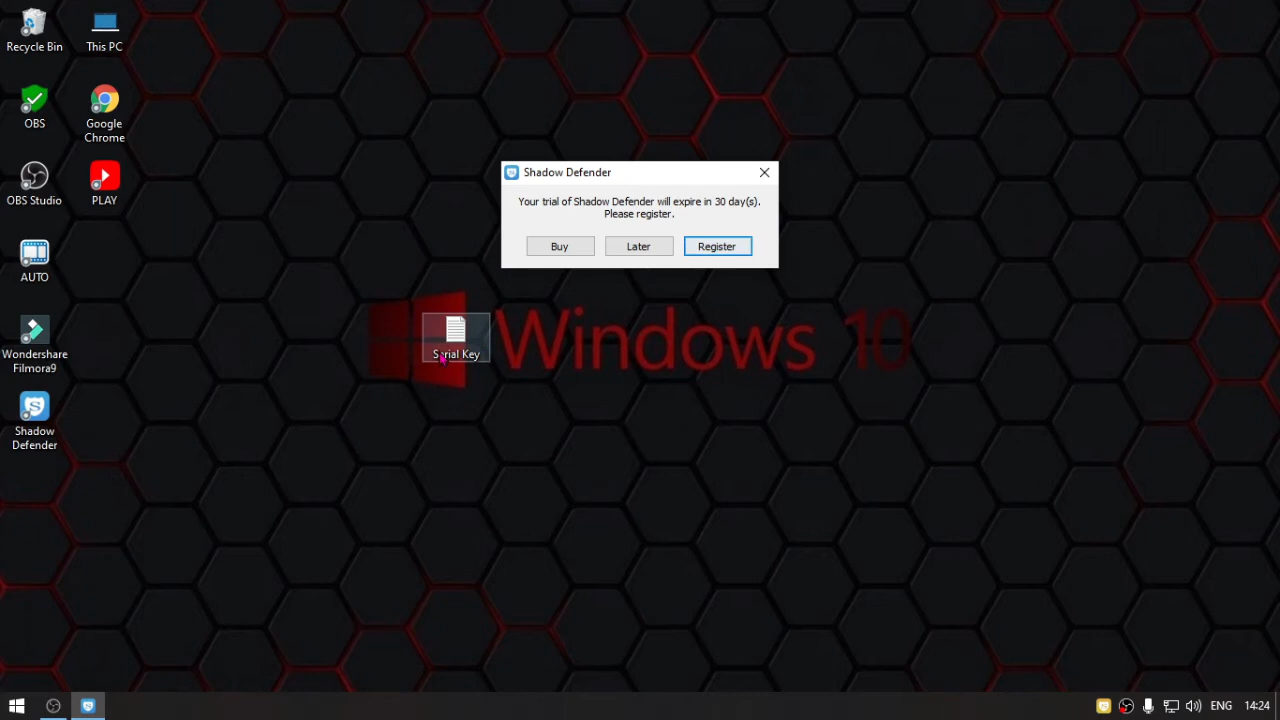 Recycle Bin
This PC
OBS
Google
Chrome
OBS Studio
PLAY
AUTO
Wondershare
Filmora9
Shadow
Defender
Shadow Defender
Your trial of Shadow Defender will expire in 30 day(s).
Please register.
Buy
Later
Register
Serial Key
Windows 10
ENG
14:24